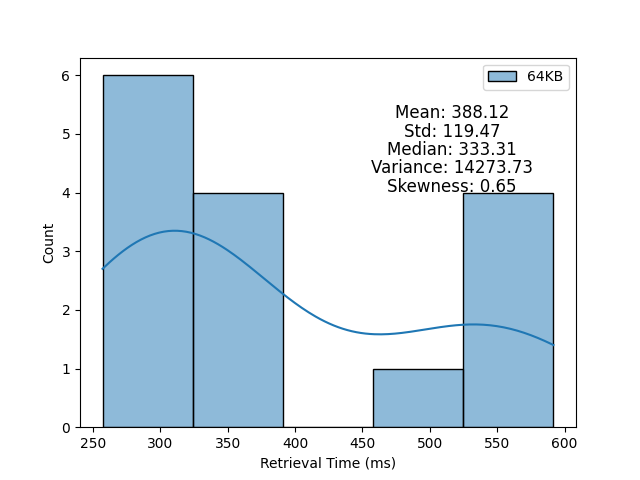 64KB
Mean: 388.12
Std: 119.47
Median: 333.31
Variance: 14273.73
Skewness: 0.65
6
5
4
3
2
1
0
Count
250 300 350 400 450 500 550 600
Retrieval Time (ms)